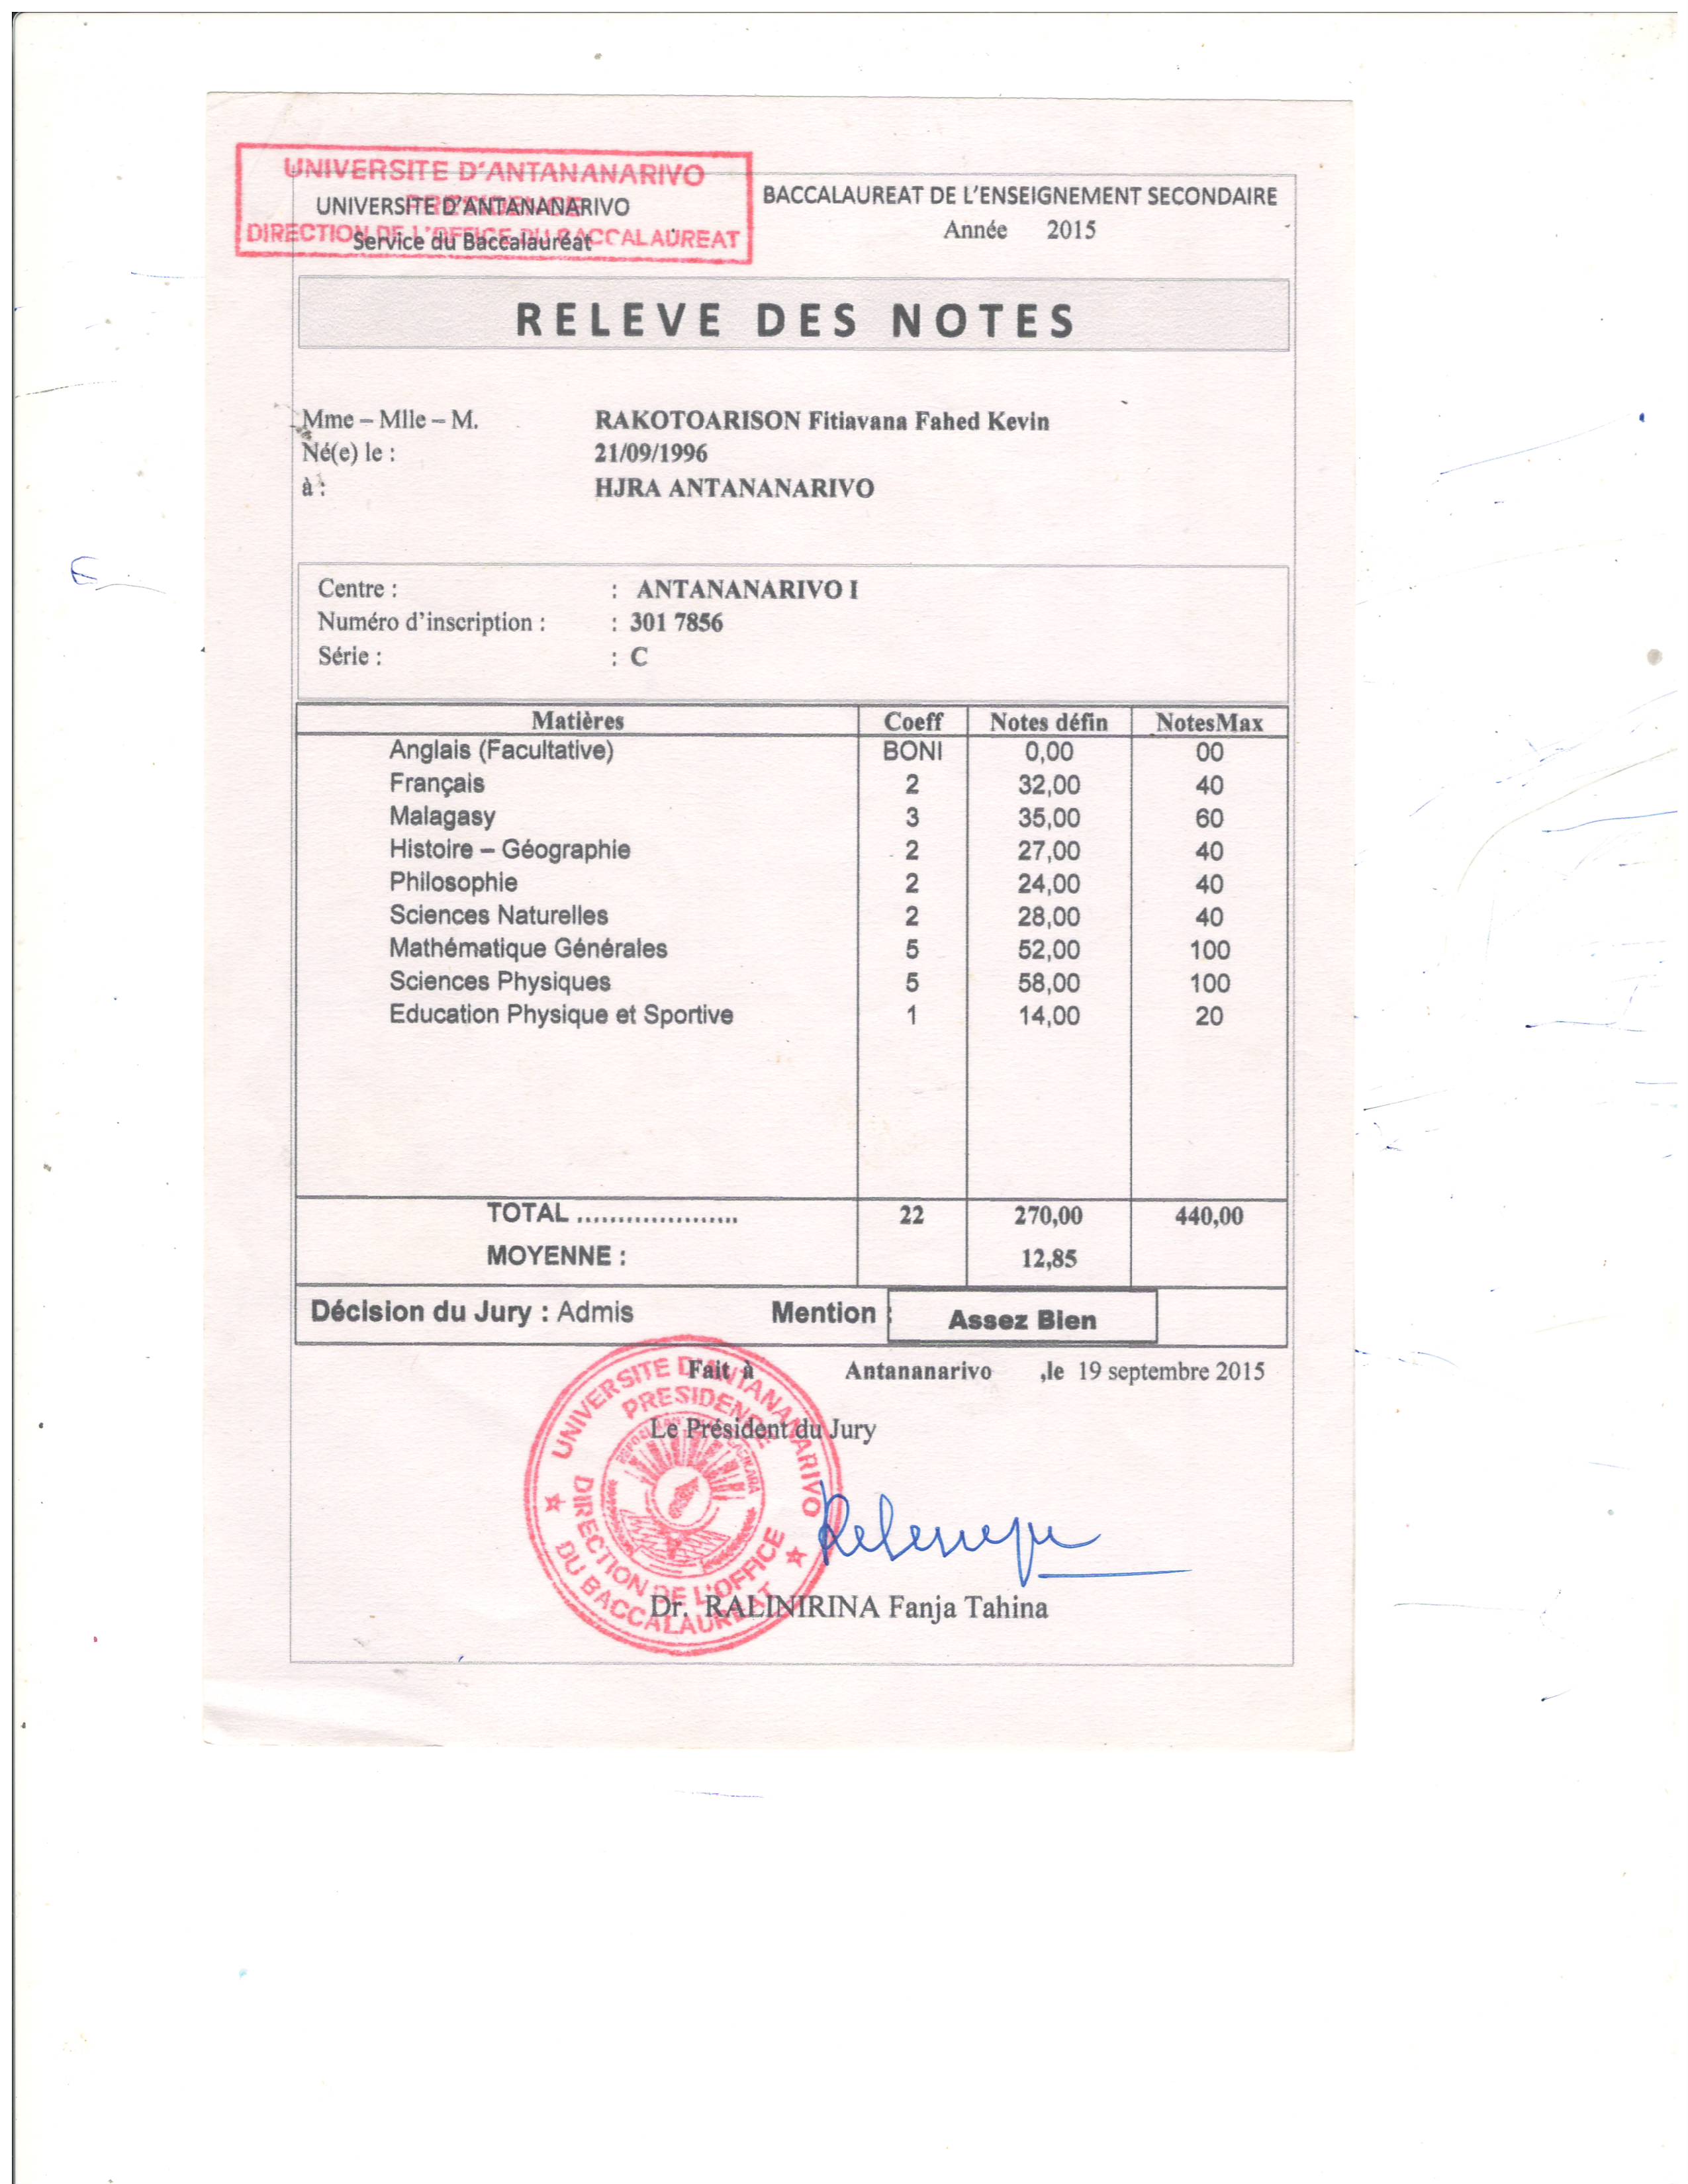 UNIVERSITE D'ANTANANARIVO
PRESIDENCE
DIRECTION DE L'OFFICE DU BACCALAUREAT
UNIVERSITE D'ANTANANARIVO
Service du Baccalauréat
BACCALAUREAT DE L'ENSEIGNEMENT SECONDAIRE
Année 2015
RELEVE DES NOTES
Mme – Mlle – M. RAKOTOARISON Fitiavana Fahed Kevin
Né(e) le : 21/09/1996
à : HJRA ANTANANARIVO
Centre : : ANTANANARIVO I
Numéro d'inscription : : 301 7856
Série : : C
Matières Coeff Notes défin NotesMax
Anglais (Facultative) BONI 0,00 00
Français 2 32,00 40
Malagasy 3 35,00 60
Histoire – Géographie 2 27,00 40
Philosophie 2 24,00 40
Sciences Naturelles 2 28,00 40
Mathématique Générales 5 52,00 100
Sciences Physiques 5 58,00 100
Education Physique et Sportive 1 14,00 20
TOTAL .................... 22 270,00 440,00
MOYENNE : 12,85
Décision du Jury : Admis Mention : Assez Bien
Fait à Antananarivo ,le 19 septembre 2015
Le Président du Jury
UNIVERSITE D'ANTANANARIVO
PRESIDENCE
DIRECTION DE L'OFFICE
DU BACCALAUREAT
Dr. RALINIRINA Fanja Tahina